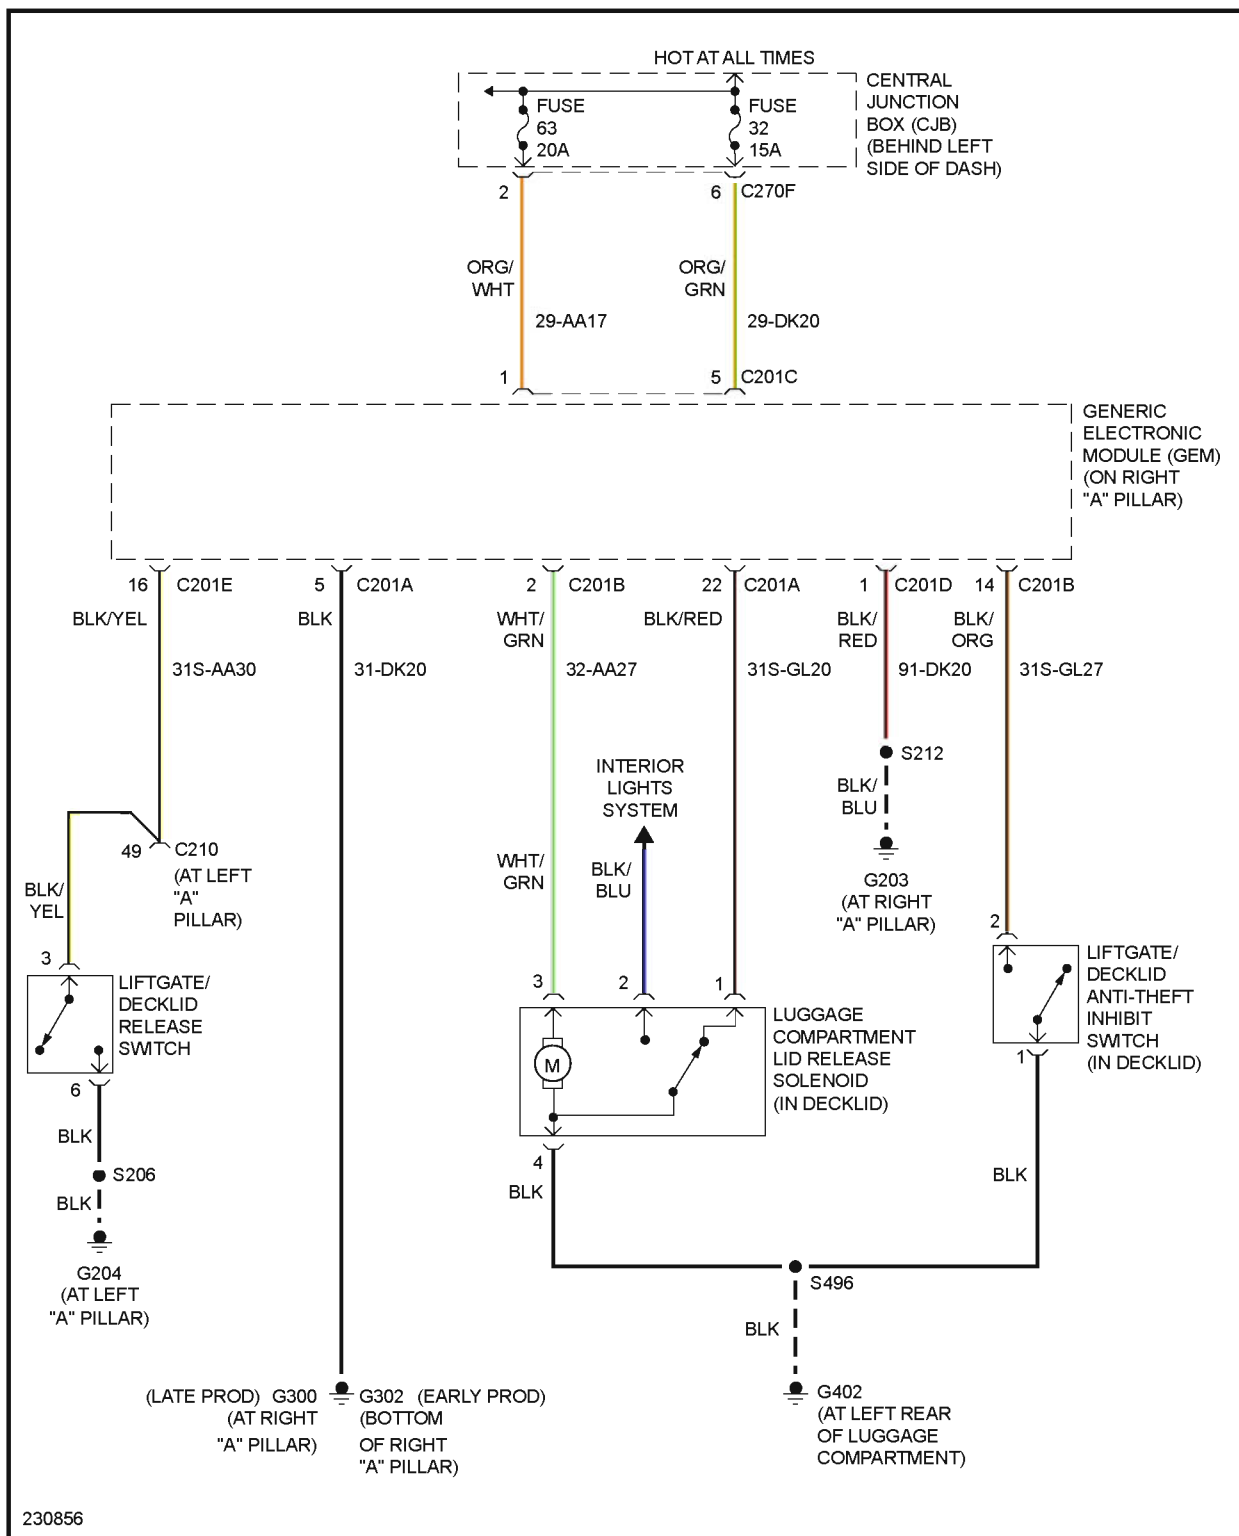 HOT AT ALL TIMES
CENTRAL
JUNCTION
BOX (CJB)
(BEHIND LEFT
SIDE OF DASH)
FUSE
63
20A
FUSE
32
15A
2
6
C270F
ORG/
WHT
ORG/
GRN
29-AA17
29-DK20
1
5
C201C
GENERIC
ELECTRONIC
MODULE (GEM)
(ON RIGHT
"A" PILLAR)
16
C201E
5
C201A
2
C201B
22
C201A
1
C201D
14
C201B
BLK/YEL
BLK
WHT/
GRN
BLK/RED
BLK/
RED
BLK/
ORG
31S-AA30
31-DK20
32-AA27
31S-GL20
91-DK20
31S-GL27
S212
INTERIOR
LIGHTS
SYSTEM
BLK/
BLU
49
C210
(AT LEFT
"A"
PILLAR)
WHT/
GRN
BLK/
BLU
G203
(AT RIGHT
"A" PILLAR)
BLK/
YEL
3
2
LIFTGATE/
DECKLID
RELEASE
SWITCH
3
2
1
LIFTGATE/
DECKLID
ANTI-THEFT
INHIBIT
SWITCH
(IN DECKLID)
LUGGAGE
COMPARTMENT
LID RELEASE
SOLENOID
(IN DECKLID)
M
1
6
BLK
4
BLK
BLK
S206
BLK
G204
(AT LEFT
"A" PILLAR)
S496
BLK
(LATE PROD) G300
(AT RIGHT
"A" PILLAR)
G302 (EARLY PROD)
(BOTTOM
OF RIGHT
"A" PILLAR)
G402
(AT LEFT REAR
OF LUGGAGE
COMPARTMENT)
230856